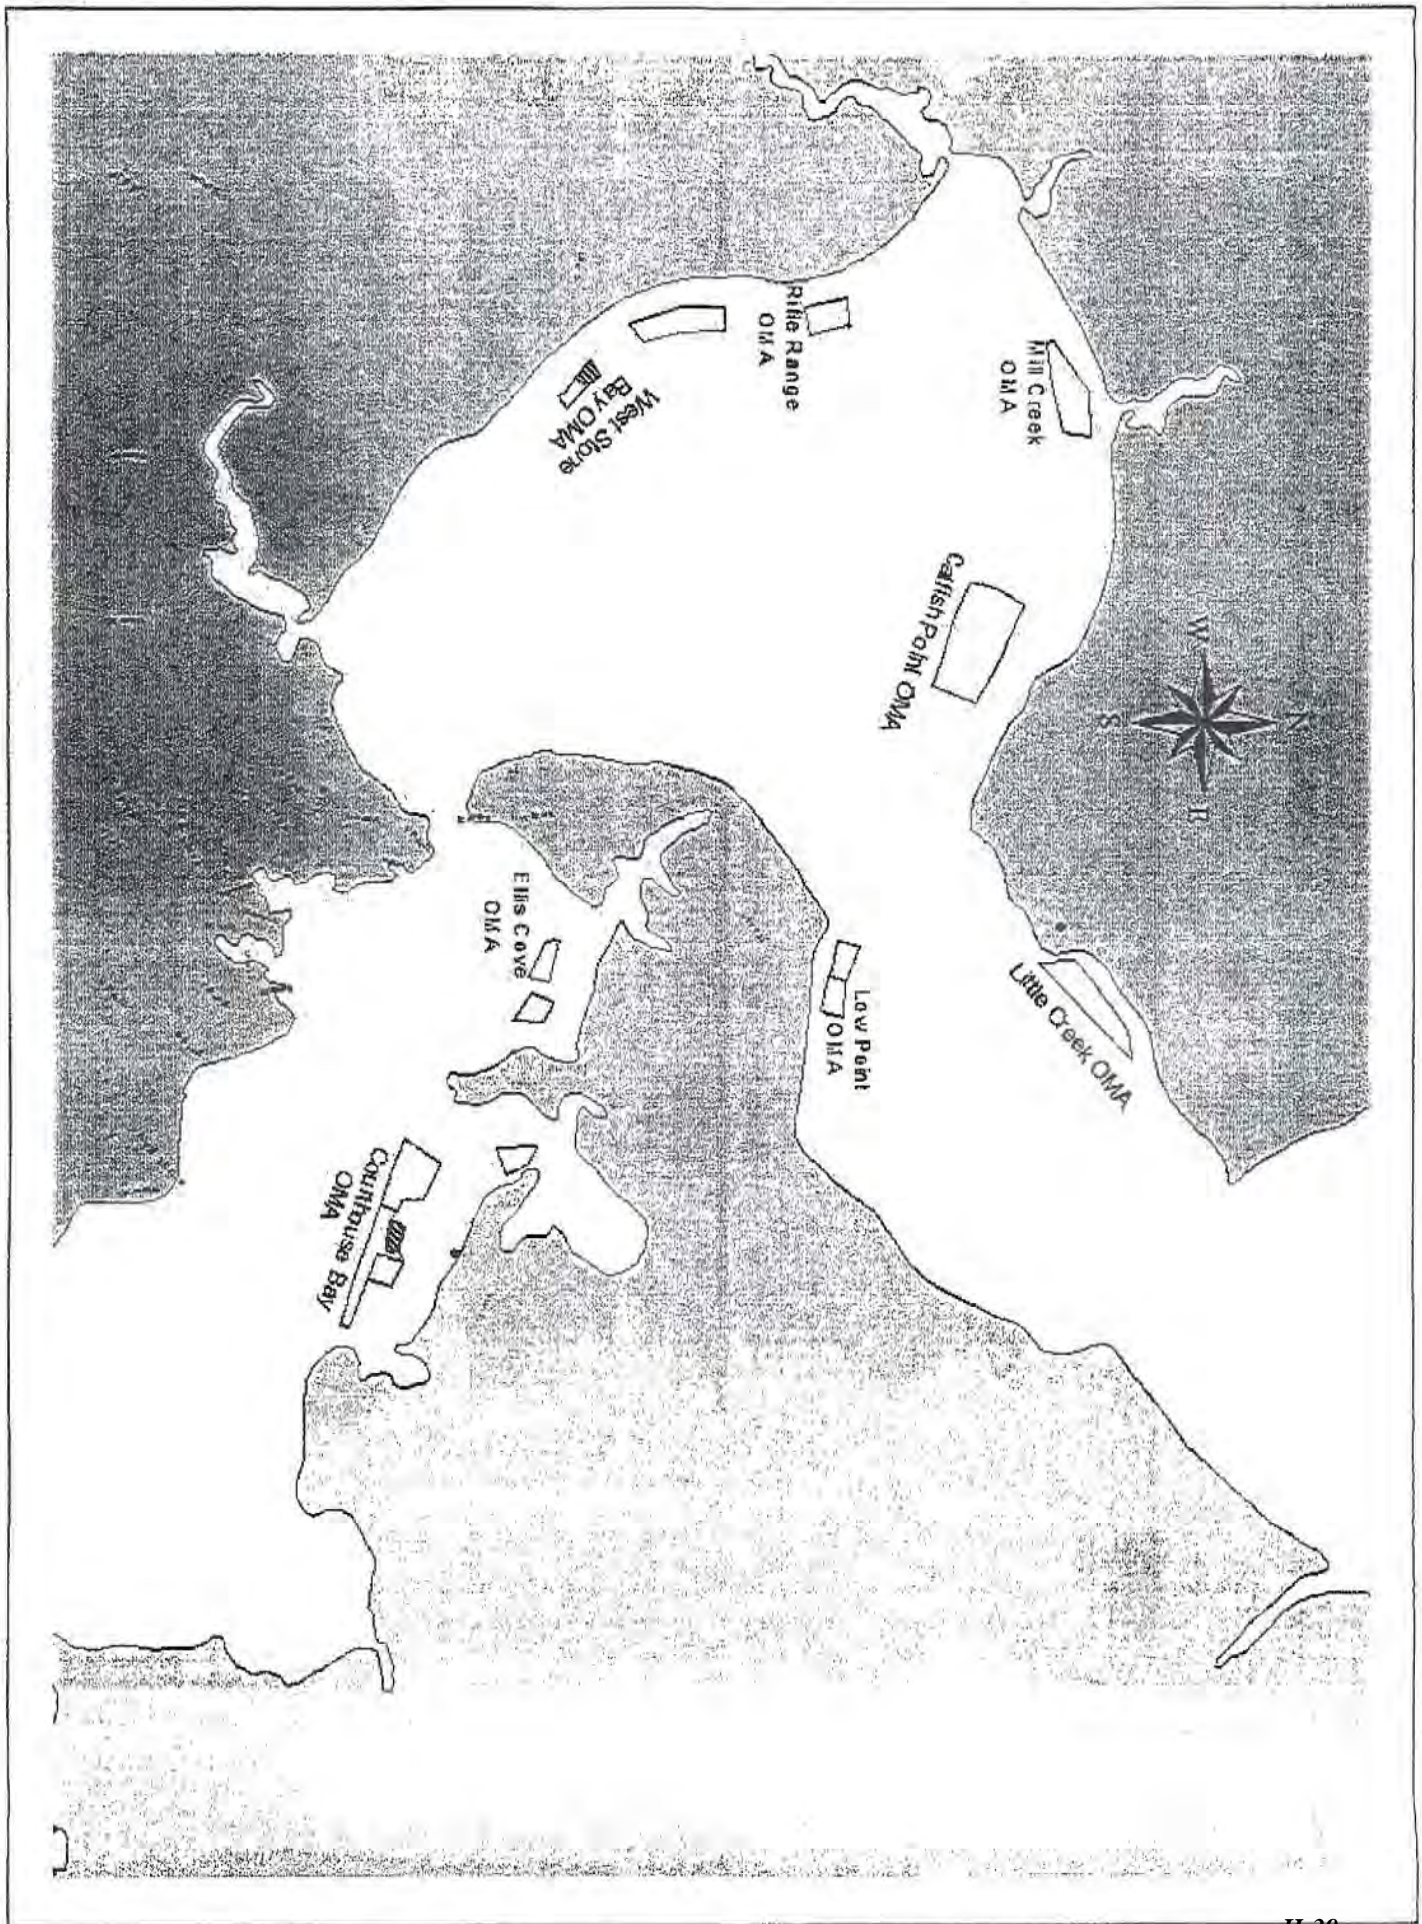 Rifle Range
OMA
Mill Creek
OMA
West Stone
Bay OMA
Catfish Point OMA
W
N
S
E
Ellis Cove
OMA
Low Point
OMA
Little Creek OMA
Courthouse Bay
OMA